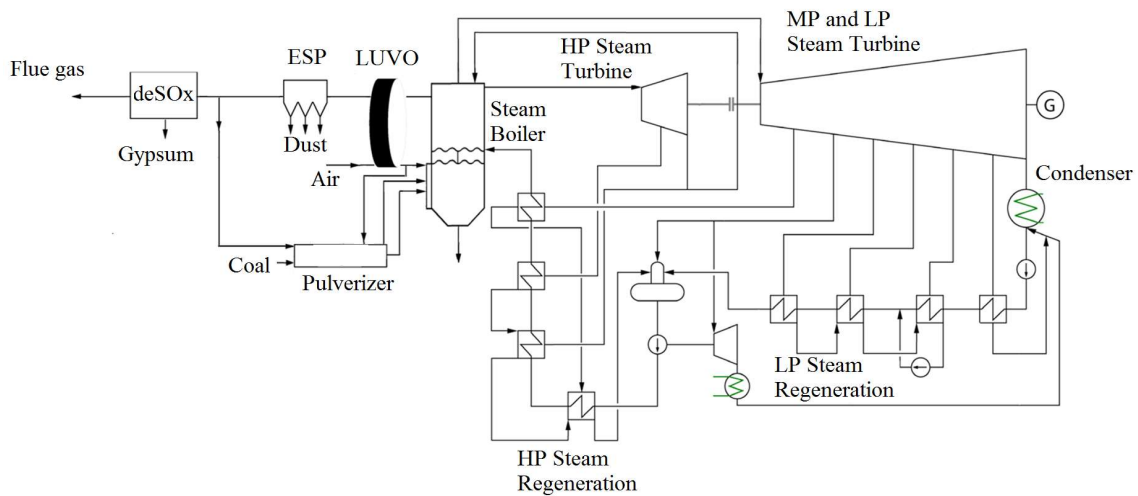 MP and LP
Steam Turbine
HP Steam
Turbine
ESP
LUVO
Flue gas
deSOx
G
Steam
Boiler
Gypsum
Dust
Air
Condenser
Coal
Pulverizer
LP Steam
Regeneration
HP Steam
Regeneration